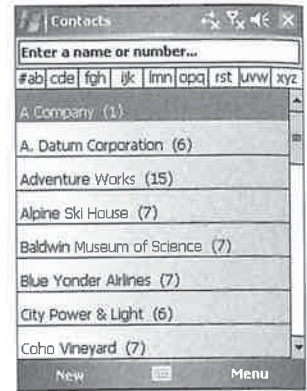 Contacts
Enter a name or number...
#ab cde fgh ijk lmn opq rst uvw xyz
A Company (1)
A. Datum Corporation (6)
Adventure Works (15)
Alpine Ski House (7)
Baldwin Museum of Science (7)
Blue Yonder Airlines (7)
City Power & Light (6)
Coho Vineyard (7)
New Menu